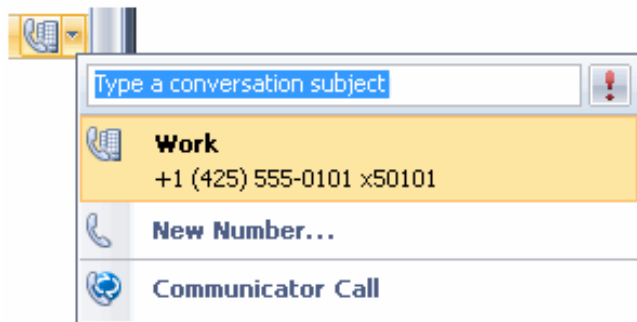 Type a conversation subject
Work
+1 (425) 555-0101 x50101
New Number...
Communicator Call